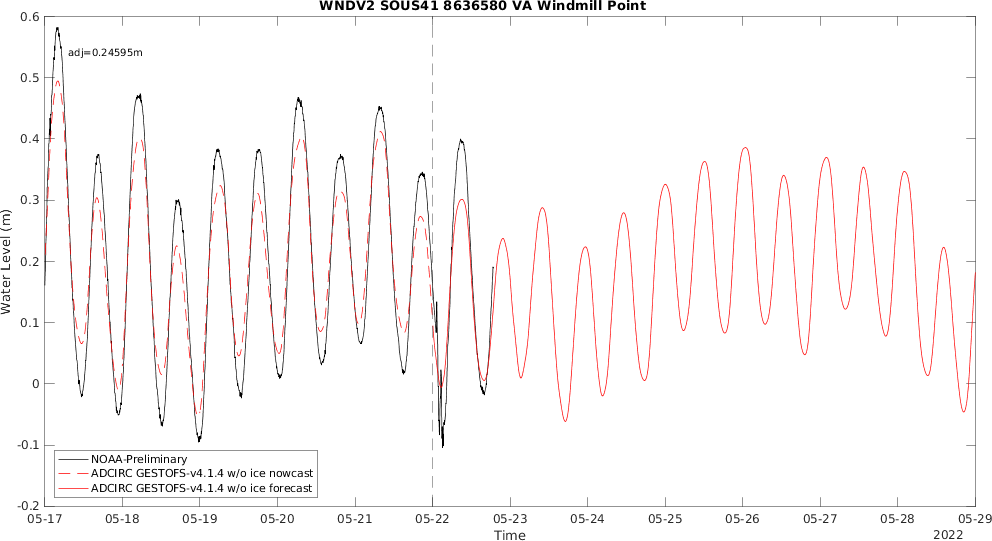 WNDV2 SOUS41 8636580 VA Windmill Point
0.6
adj=0.24595m
0.5
0.4
0.3
0.2
0.1
0
-0.1
-0.2
Water Level (m)
NOAA-Preliminary
ADCIRC GESTOFS-v4.1.4 w/o ice nowcast
ADCIRC GESTOFS-v4.1.4 w/o ice forecast
05-17 05-18 05-19 05-20 05-21 05-22 05-23 05-24 05-25 05-26 05-27 05-28 05-29
Time
2022